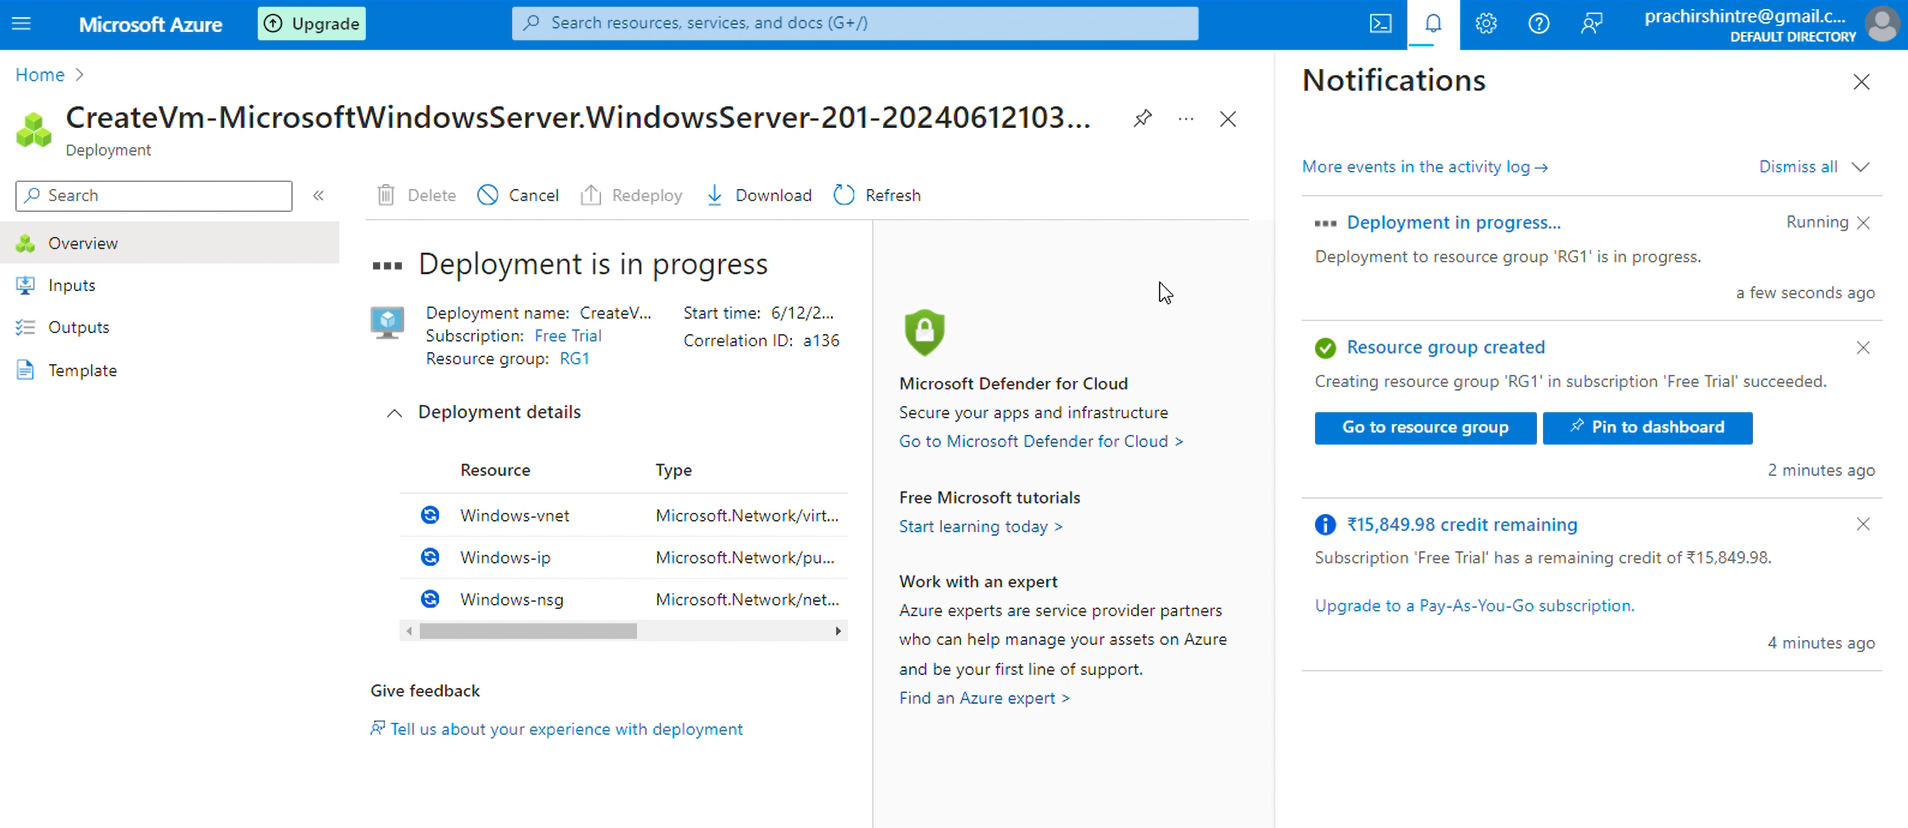 Microsoft Azure
Upgrade
Search resources, services, and docs (G+/)
prachirshintre@gmail.c...
DEFAULT DIRECTORY
Home
CreateVm-MicrosoftWindowsServer.WindowsServer-201-20240612103...
Deployment
Search
Overview
Inputs
Outputs
Template
Delete
Cancel
Redeploy
Download
Refresh
Deployment is in progress
Deployment name: CreateV...
Subscription: Free Trial
Resource group: RG1
Start time: 6/12/2...
Correlation ID: a136
Deployment details
Resource Type
Windows-vnet Microsoft.Network/virt...
Windows-ip Microsoft.Network/pu...
Windows-nsg Microsoft.Network/net...
Give feedback
Tell us about your experience with deployment
Microsoft Defender for Cloud
Secure your apps and infrastructure
Go to Microsoft Defender for Cloud >
Free Microsoft tutorials
Start learning today >
Work with an expert
Azure experts are service provider partners
who can help manage your assets on Azure
and be your first line of support.
Find an Azure expert >
Notifications
More events in the activity log →
Dismiss all
Deployment in progress...
Running
Deployment to resource group 'RG1' is in progress.
a few seconds ago
Resource group created
Creating resource group 'RG1' in subscription 'Free Trial' succeeded.
Go to resource group
Pin to dashboard
2 minutes ago
₹15,849.98 credit remaining
Subscription 'Free Trial' has a remaining credit of ₹15,849.98.
Upgrade to a Pay-As-You-Go subscription.
4 minutes ago